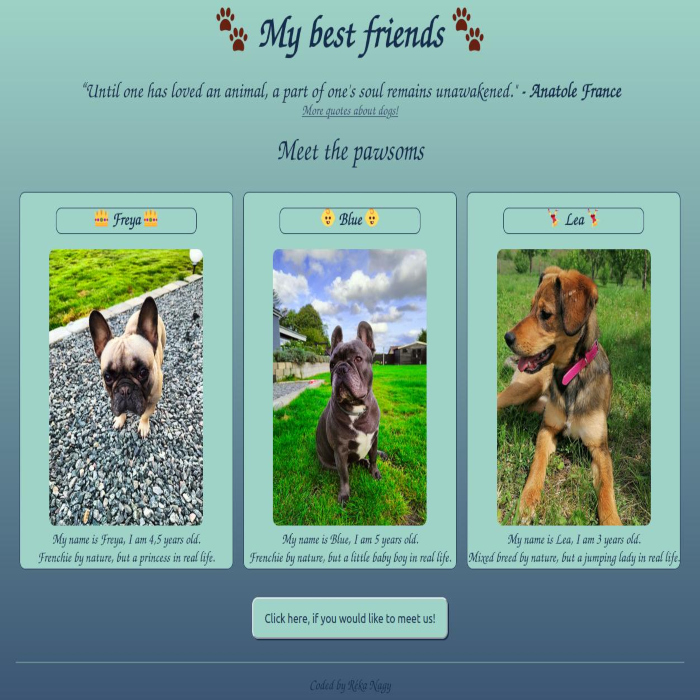 My best friends
"Until one has loved an animal, a part of one's soul remains unawakened." - Anatole France
More quotes about dogs!
Meet the pawsoms
Freya
Blue
Lea
My name is Freya, I am 4,5 years old.
Frenchie by nature, but a princess in real life.
My name is Blue, I am 5 years old.
Frenchie by nature, but a little baby boy in real life.
My name is Lea, I am 3 years old.
Mixed breed by nature, but a jumping lady in real life.
Click here, if you would like to meet us!
Coded by Réka Nagy